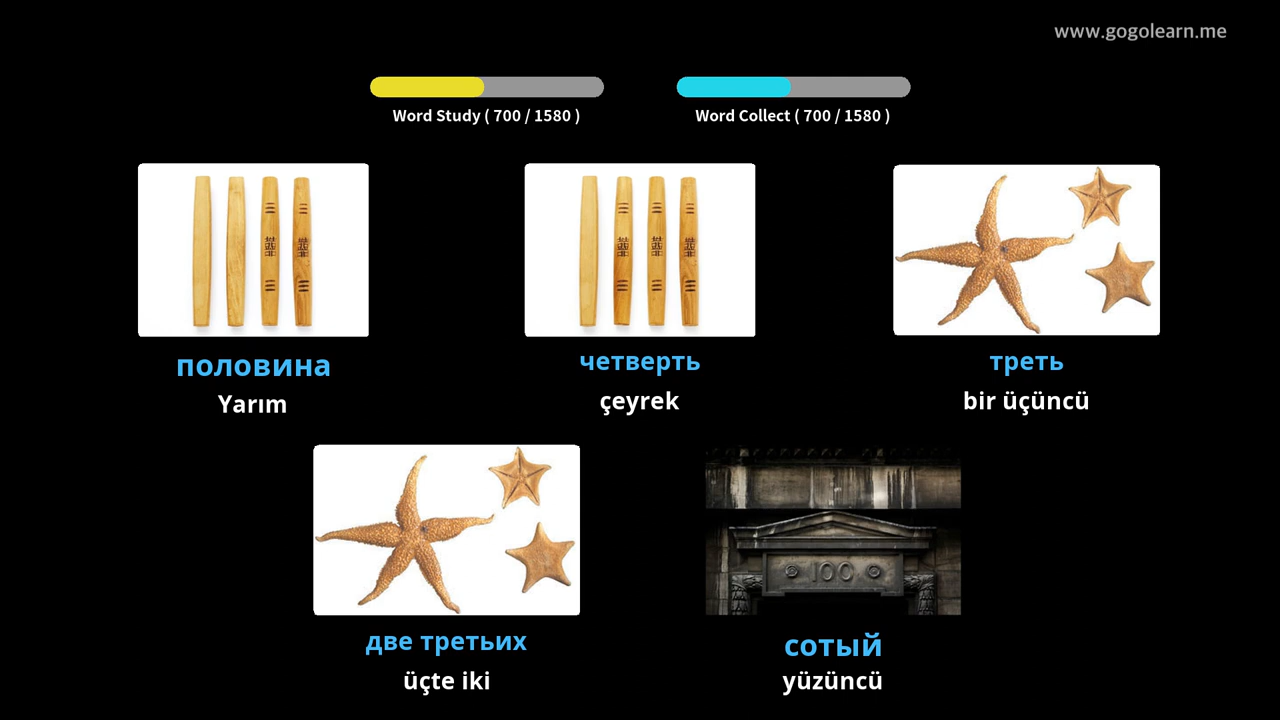 www.gogolearn.me
Word Study ( 700 / 1580 )
Word Collect ( 700 / 1580 )
половина
Yarım
четверть
çeyrek
треть
bir üçüncü
две третьих
üçte iki
100
сотый
yüzüncü